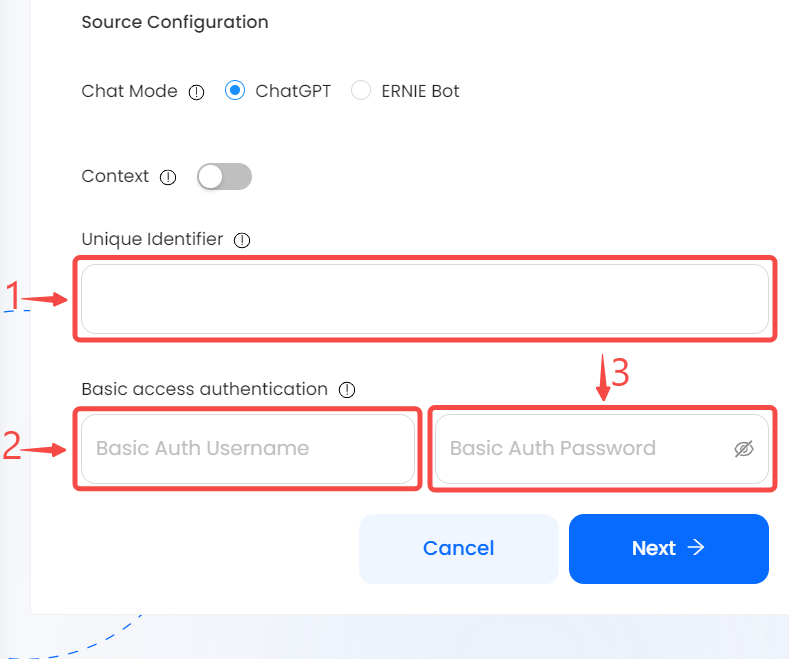 Source Configuration
Chat Mode ChatGPT ERNIE Bot
Context
Unique Identifier
1
Basic access authentication
3
2 Basic Auth Username Basic Auth Password
Cancel Next →